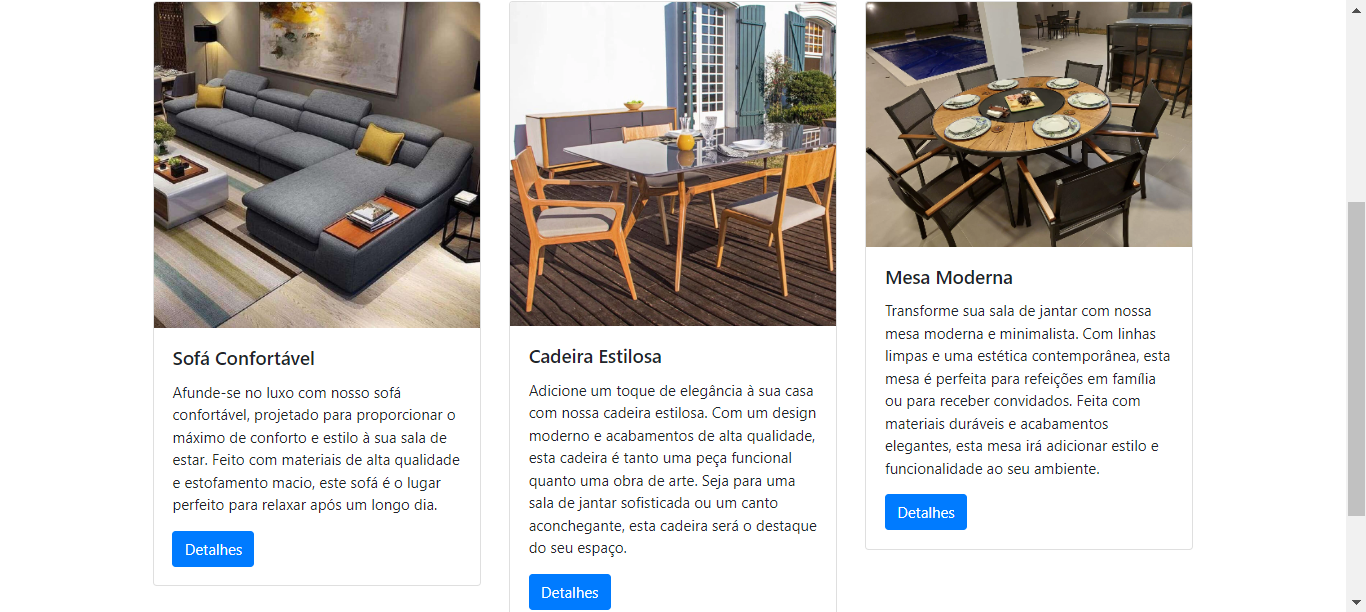 Sofá Confortável
Afunde-se no luxo com nosso sofá
confortável, projetado para proporcionar o
máximo de conforto e estilo à sua sala de
estar. Feito com materiais de alta qualidade
e estofamento macio, este sofá é o lugar
perfeito para relaxar após um longo dia.
Detalhes
Cadeira Estilosa
Adicione um toque de elegância à sua casa
com nossa cadeira estilosa. Com um design
moderno e acabamentos de alta qualidade,
esta cadeira é tanto uma peça funcional
quanto uma obra de arte. Seja para uma
sala de jantar sofisticada ou um canto
aconchegante, esta cadeira será o destaque
do seu espaço.
Detalhes
Mesa Moderna
Transforme sua sala de jantar com nossa
mesa moderna e minimalista. Com linhas
limpas e uma estética contemporânea, esta
mesa é perfeita para refeições em família
ou para receber convidados. Feita com
materiais duráveis e acabamentos
elegantes, esta mesa irá adicionar estilo e
funcionalidade ao seu ambiente.
Detalhes